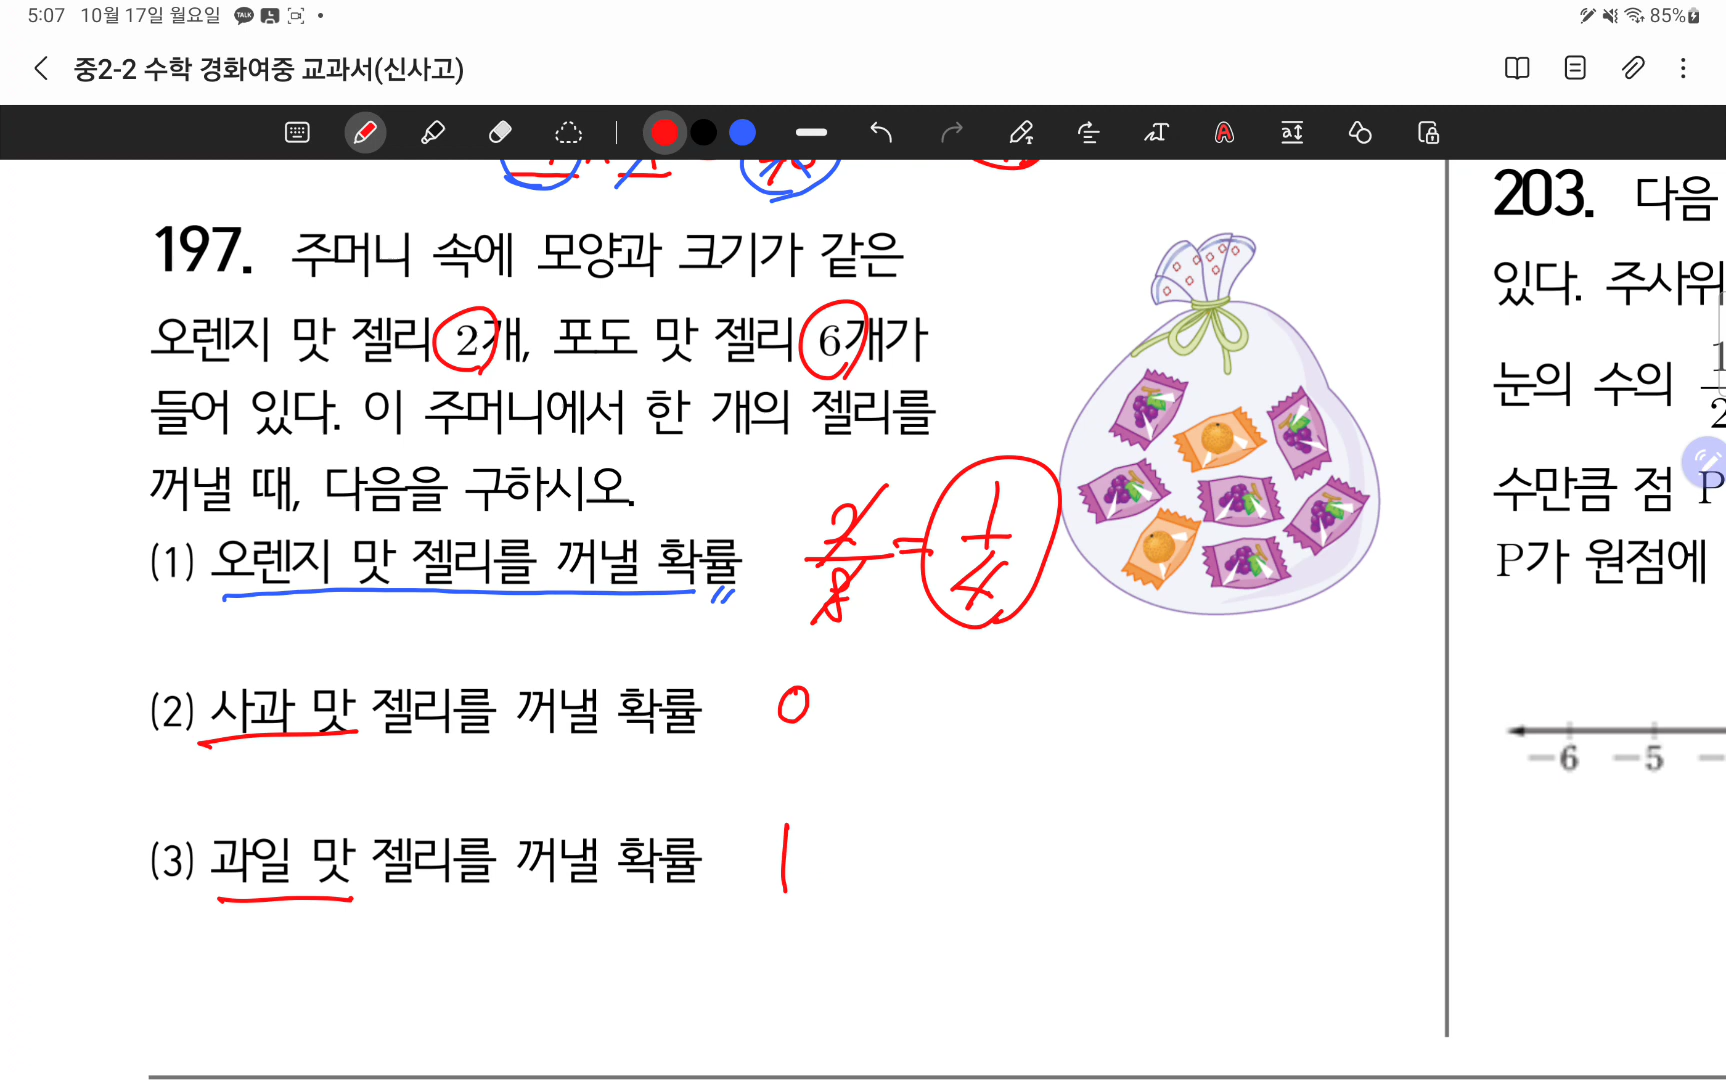 5:07 10월 17일 월요일 TALK 85%
중2-2 수학 경화여중 교과서(신사고)
197. 주머니 속에 모양과 크기가 같은
오렌지 맛 젤리 2개, 포도 맛 젤리 6개가
들어 있다. 이 주머니에서 한 개의 젤리를
꺼낼 때, 다음을 구하시오.
(1) 오렌지 맛 젤리를 꺼낼 확률 2/8 = 1/4
(2) 사과 맛 젤리를 꺼낼 확률 0
(3) 과일 맛 젤리를 꺼낼 확률 1
203. 다음
있다. 주사위
눈의 수의 1/2
수만큼 점 P
P가 원점에
-6 -5 -